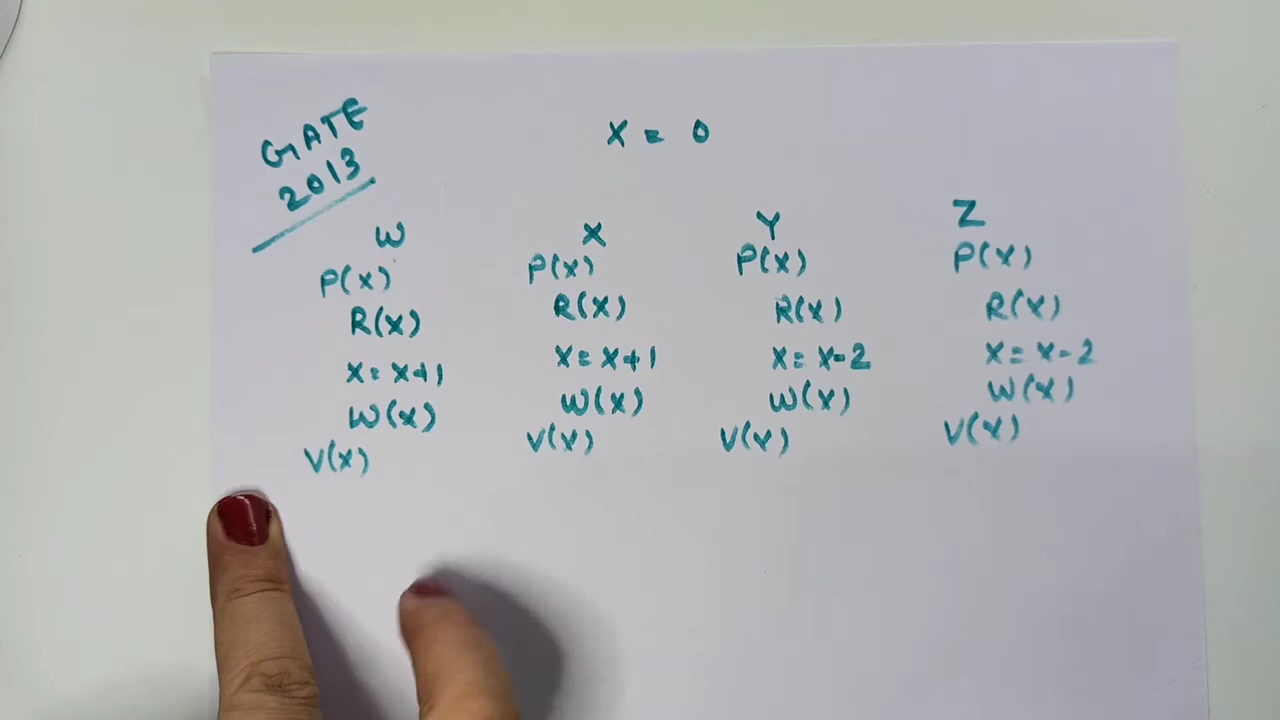 GATE
2013
X = 0
W
P(X)
R(X)
X = X+1
W(X)
V(X)
X
P(X)
R(X)
X = X+1
W(X)
V(X)
Y
P(X)
R(X)
X = X-2
W(X)
V(X)
Z
P(X)
R(X)
X = X-2
W(X)
V(X)